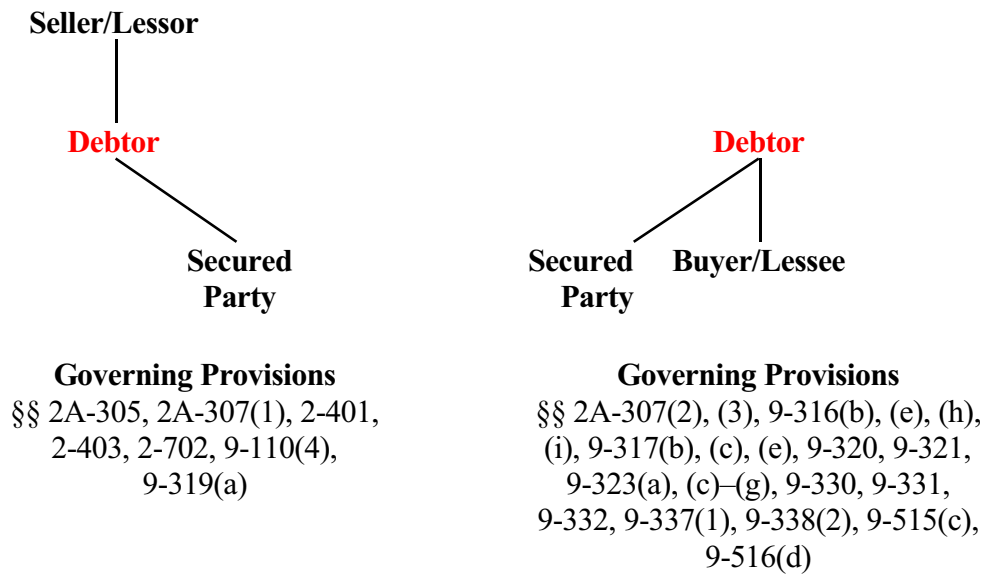 Seller/Lessor
Debtor
Secured
Party
Governing Provisions
§§ 2A-305, 2A-307(1), 2-401,
2-403, 2-702, 9-110(4),
9-319(a)
Debtor
Secured Buyer/Lessee
Party
Governing Provisions
§§ 2A-307(2), (3), 9-316(b), (e), (h),
(i), 9-317(b), (c), (e), 9-320, 9-321,
9-323(a), (c)–(g), 9-330, 9-331,
9-332, 9-337(1), 9-338(2), 9-515(c),
9-516(d)